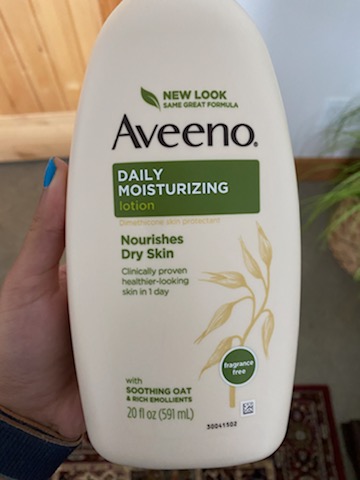 NEW LOOK
SAME GREAT FORMULA
Aveeno®
DAILY
MOISTURIZING
lotion
Dimethicone skin protectant
Nourishes
Dry Skin
Clinically proven
healthier-looking
skin in 1 day
fragrance
free
with
SOOTHING OAT
& RICH EMOLLIENTS
20 fl oz (591 mL)
30041502